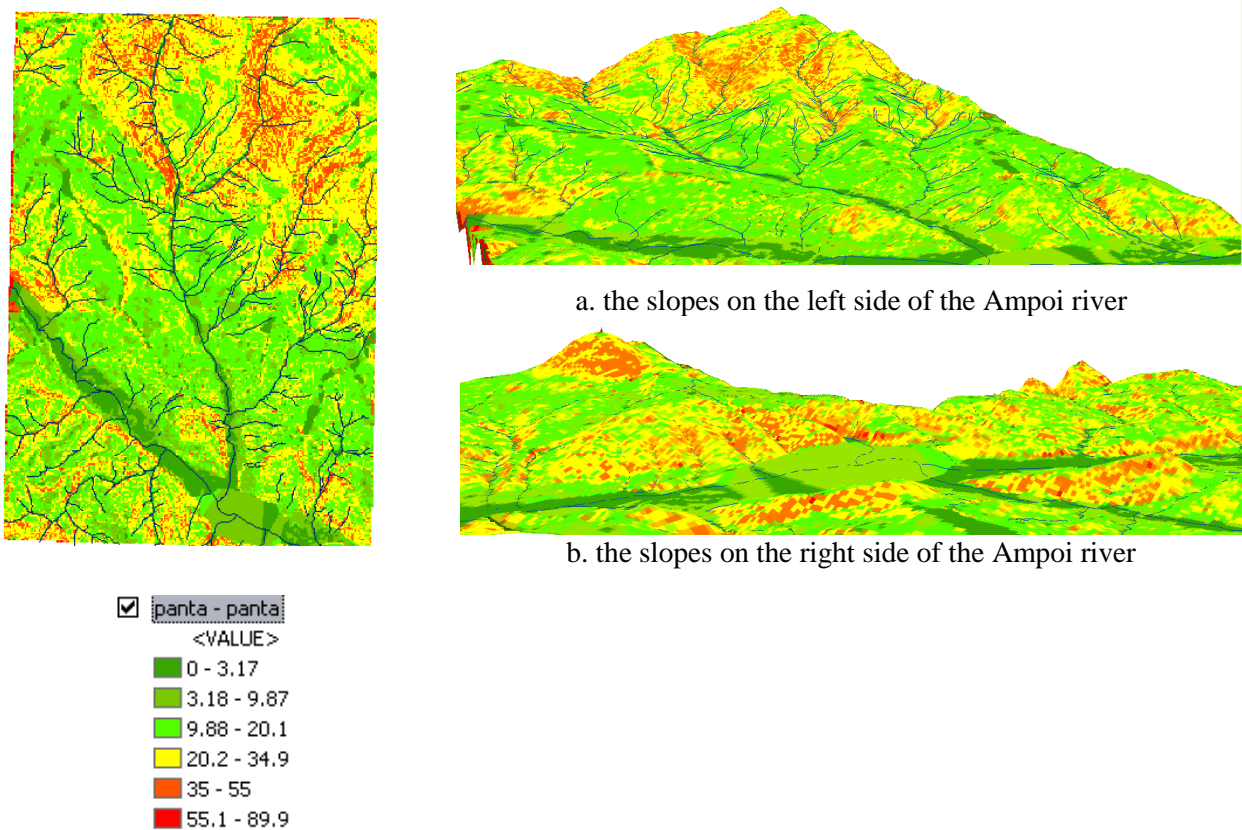 a. the slopes on the left side of the Ampoi river
b. the slopes on the right side of the Ampoi river
panta - panta
<VALUE>
0 - 3.17
3.18 - 9.87
9.88 - 20.1
20.2 - 34.9
35 - 55
55.1 - 89.9